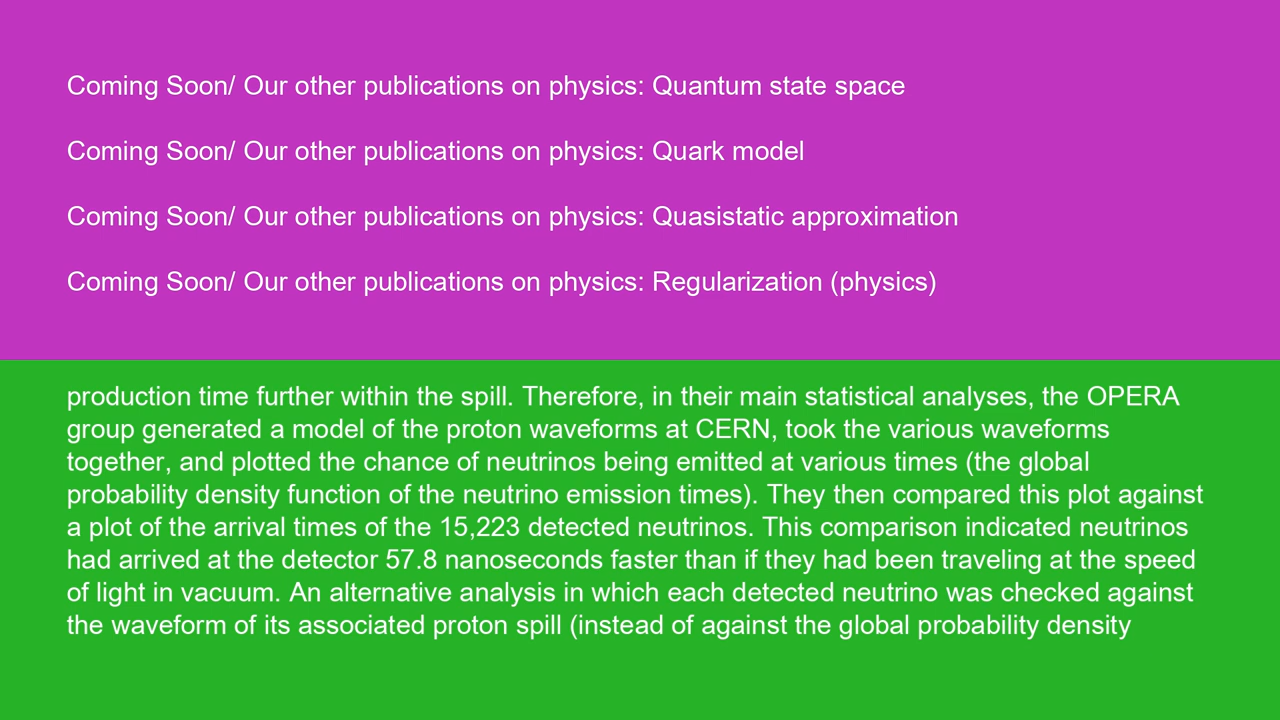 Coming Soon/ Our other publications on physics: Quantum state space
Coming Soon/ Our other publications on physics: Quark model
Coming Soon/ Our other publications on physics: Quasistatic approximation
Coming Soon/ Our other publications on physics: Regularization (physics)
production time further within the spill. Therefore, in their main statistical analyses, the OPERA
group generated a model of the proton waveforms at CERN, took the various waveforms
together, and plotted the chance of neutrinos being emitted at various times (the global
probability density function of the neutrino emission times). They then compared this plot against
a plot of the arrival times of the 15,223 detected neutrinos. This comparison indicated neutrinos
had arrived at the detector 57.8 nanoseconds faster than if they had been traveling at the speed
of light in vacuum. An alternative analysis in which each detected neutrino was checked against
the waveform of its associated proton spill (instead of against the global probability density